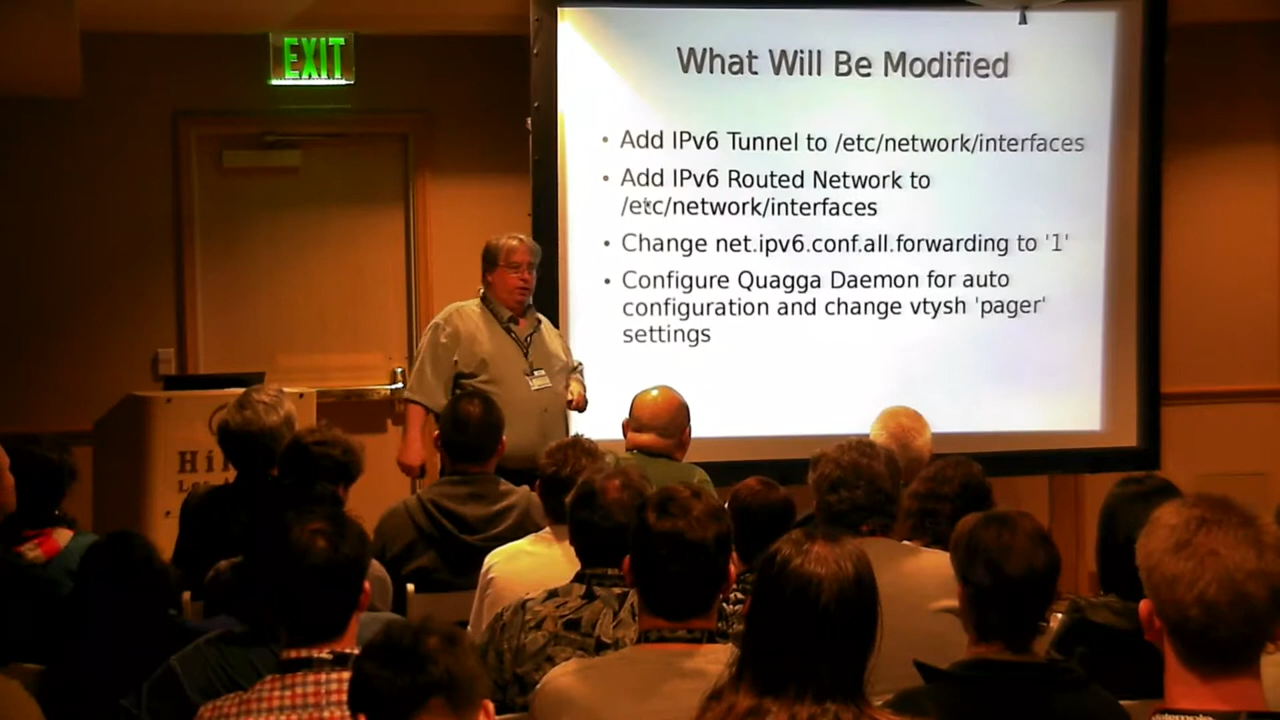 EXIT
What Will Be Modified
• Add IPv6 Tunnel to /etc/network/interfaces
• Add IPv6 Routed Network to
/etc/network/interfaces
• Change net.ipv6.conf.all.forwarding to '1'
• Configure Quagga Daemon for auto
configuration and change vtysh 'pager'
settings